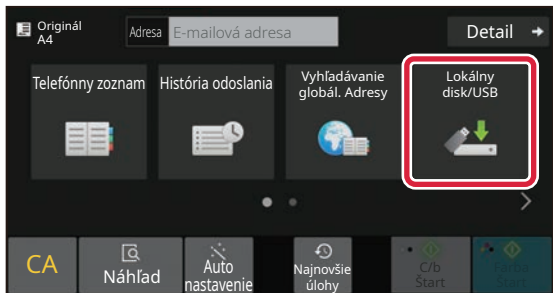 Originál
A4
Adresa
E-mailová adresa
Detail
Telefónny zoznam
História odoslania
Vyhľadávanie
globál. Adresy
Lokálny
disk/USB
CA
Náhľad
Auto
nastavenie
Najnovšie
úlohy
C/b
Štart
Farba
Štart